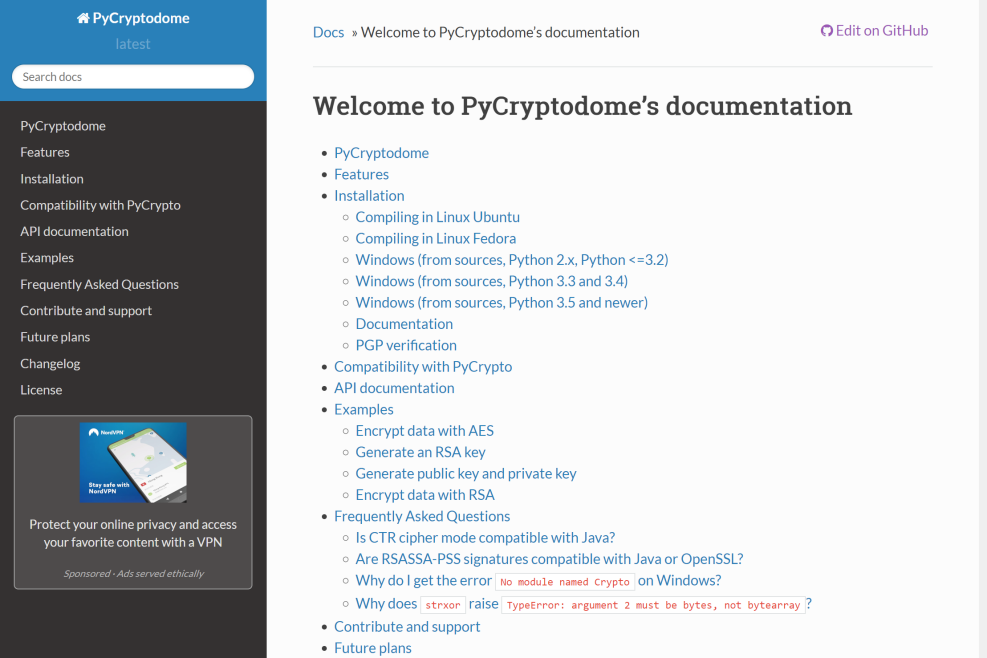 PyCryptodome
latest
Search docs
PyCryptodome
Features
Installation
Compatibility with PyCrypto
API documentation
Examples
Frequently Asked Questions
Contribute and support
Future plans
Changelog
License
NordVPN
Stay safe with
NordVPN
Protect your online privacy and access
your favorite content with a VPN
Sponsored · Ads served ethically
Docs » Welcome to PyCryptodome's documentation
Edit on GitHub
Welcome to PyCryptodome's documentation
PyCryptodome
Features
Installation
Compiling in Linux Ubuntu
Compiling in Linux Fedora
Windows (from sources, Python 2.x, Python <=3.2)
Windows (from sources, Python 3.3 and 3.4)
Windows (from sources, Python 3.5 and newer)
Documentation
PGP verification
Compatibility with PyCrypto
API documentation
Examples
Encrypt data with AES
Generate an RSA key
Generate public key and private key
Encrypt data with RSA
Frequently Asked Questions
Is CTR cipher mode compatible with Java?
Are RSASSA-PSS signatures compatible with Java or OpenSSL?
Why do I get the error No module named Crypto on Windows?
Why does strxor raise TypeError: argument 2 must be bytes, not bytearray ?
Contribute and support
Future plans